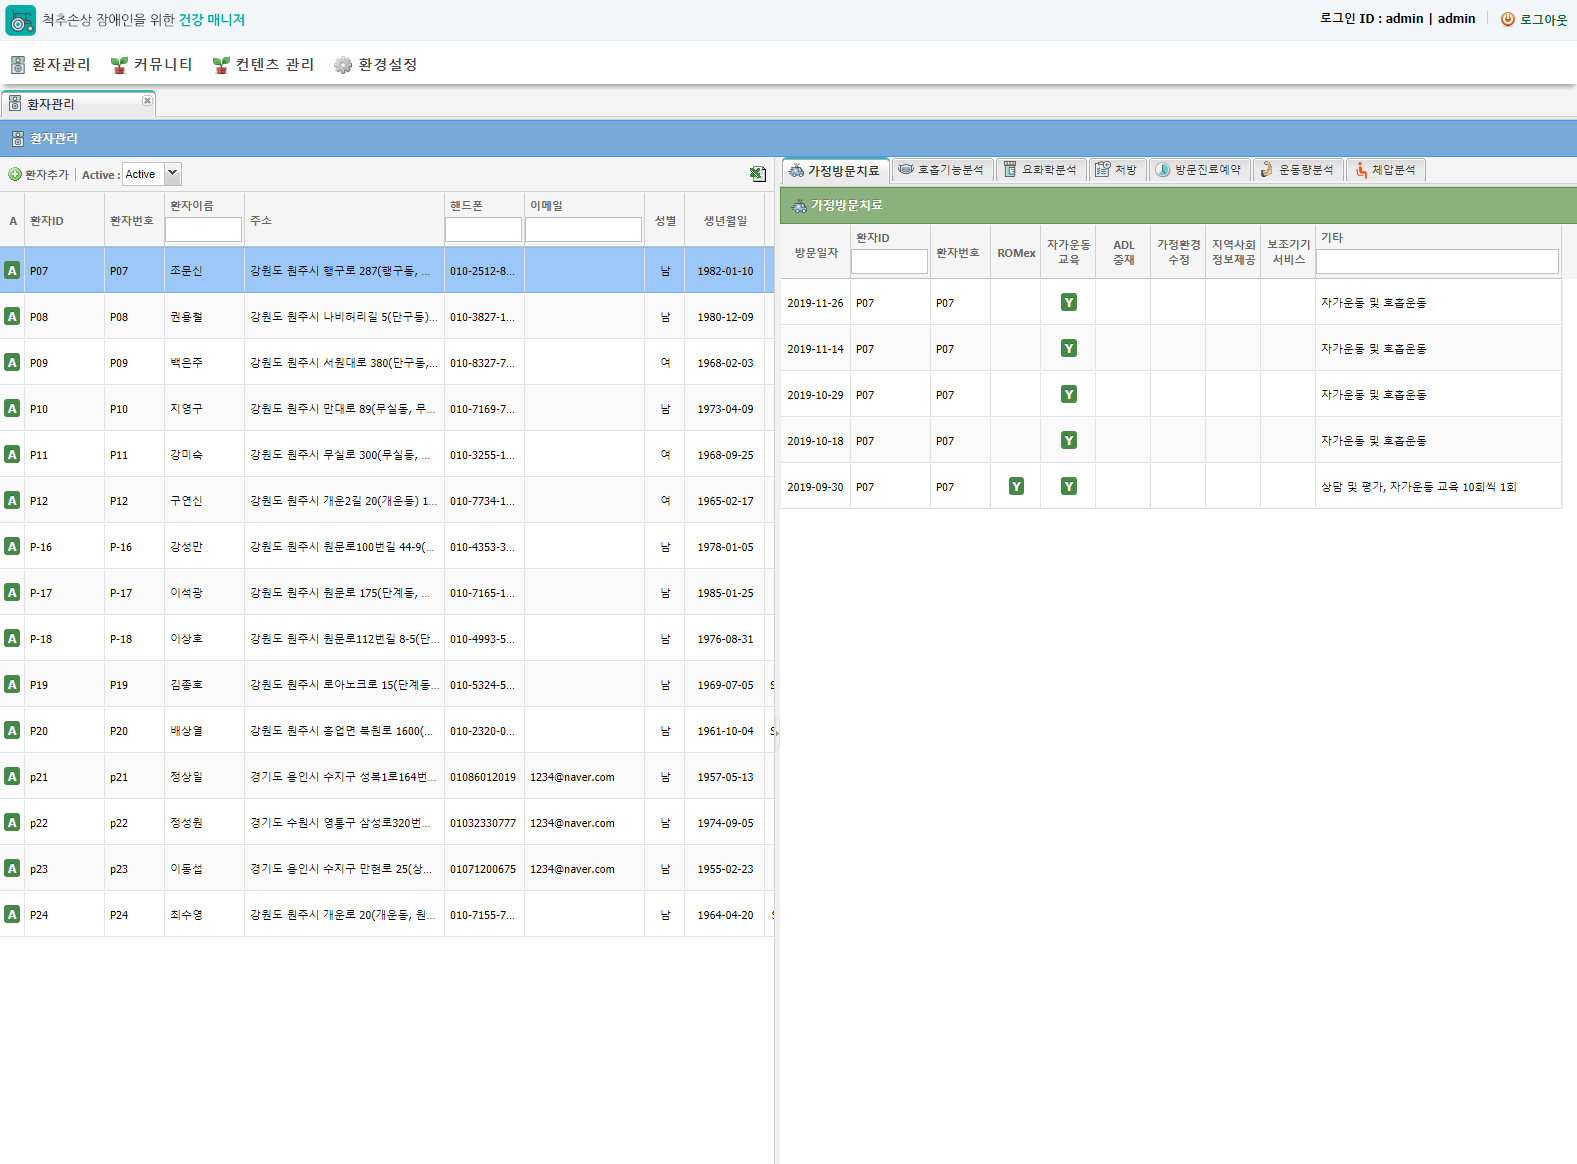 척추손상 장애인을 위한 건강 매니저
로그인 ID : admin | admin
로그아웃
환자관리 커뮤니티 컨텐츠 관리 환경설정
환자관리
환자관리
환자추가 Active : Active
A 환자ID 환자번호 환자이름 주소 핸드폰 이메일 성별 생년월일
A P07 P07 조문신 강원도 원주시 행구로 287(행구동, ... 010-2512-8... 남 1982-01-10
A P08 P08 권용철 강원도 원주시 나비허리길 5(단구동)... 010-3827-1... 남 1980-12-09
A P09 P09 백은주 강원도 원주시 서원대로 380(단구동,... 010-8327-7... 여 1968-02-03
A P10 P10 지영구 강원도 원주시 만대로 89(무실동, 무... 010-7169-7... 남 1973-04-09
A P11 P11 강미숙 강원도 원주시 무실로 300(무실동, ... 010-3255-1... 여 1968-09-25
A P12 P12 구연신 강원도 원주시 개운2길 20(개운동) 1... 010-7734-1... 여 1965-02-17
A P-16 P-16 강성만 강원도 원주시 원문로100번길 44-9(... 010-4353-3... 남 1978-01-05
A P-17 P-17 이석광 강원도 원주시 원문로 175(단계동, ... 010-7165-1... 남 1985-01-25
A P-18 P-18 이상호 강원도 원주시 원문로112번길 8-5(단... 010-4993-5... 남 1976-08-31
A P19 P19 김종호 강원도 원주시 로아노크로 15(단계동... 010-5324-5... 남 1969-07-05
A P20 P20 배상열 강원도 원주시 흥업면 북원로 1600(... 010-2320-0... 남 1961-10-04
A p21 p21 정상일 경기도 용인시 수지구 성복1로164번... 01086012019 1234@naver.com 남 1957-05-13
A p22 p22 정성원 경기도 수원시 영통구 삼성로320번... 01032330777 1234@naver.com 남 1974-09-05
A p23 p23 이동섭 경기도 용인시 수지구 만현로 25(상... 01071200675 1234@naver.com 남 1955-02-23
A P24 P24 최수영 강원도 원주시 개운로 20(개운동, 원... 010-7155-7... 남 1964-04-20
가정방문치료 호흡기능분석 요화학분석 처방 방문진료예약 운동량분석 체압분석
가정방문치료
방문일자 환자ID 환자번호 ROMex 자가운동 교육 ADL 중재 가정환경 수정 지역사회 정보제공 보조기기 서비스 기타
2019-11-26 P07 P07 Y 자가운동 및 호흡운동
2019-11-14 P07 P07 Y 자가운동 및 호흡운동
2019-10-29 P07 P07 Y 자가운동 및 호흡운동
2019-10-18 P07 P07 Y 자가운동 및 호흡운동
2019-09-30 P07 P07 Y Y 상담 및 평가, 자가운동 교육 10회씩 1회